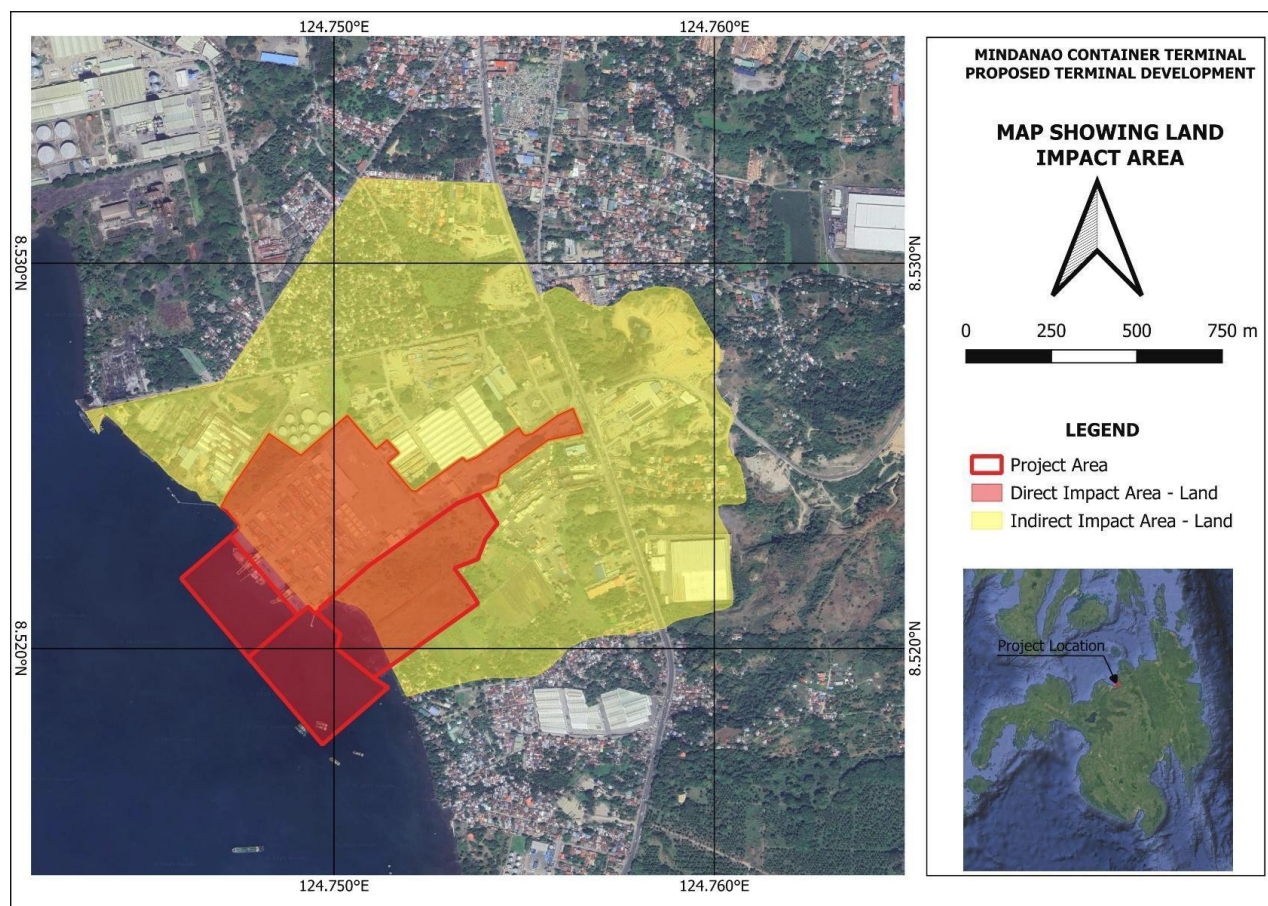 124.750°E
124.760°E
8.530°N
8.530°N
8.520°N
8.520°N
124.750°E
124.760°E
MINDANAO CONTAINER TERMINAL
PROPOSED TERMINAL DEVELOPMENT
MAP SHOWING LAND
IMPACT AREA
0 250 500 750 m
LEGEND
Project Area
Direct Impact Area - Land
Indirect Impact Area - Land
Project Location